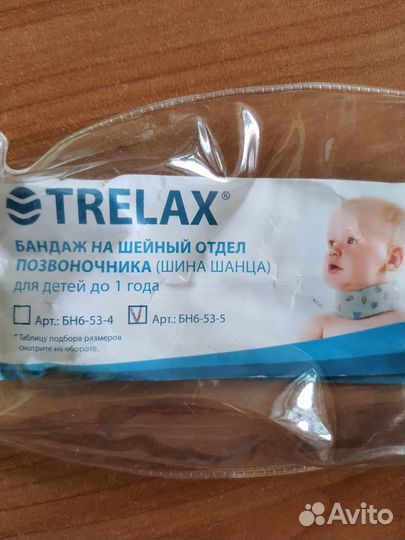 TRELAX®
БАНДАЖ НА ШЕЙНЫЙ ОТДЕЛ
ПОЗВОНОЧНИКА (ШИНА ШАНЦА)
для детей до 1 года
Арт.: БН6-53-4 Арт.: БН6-53-5
* Таблицу подбора размеров
смотрите на обороте.
Avito